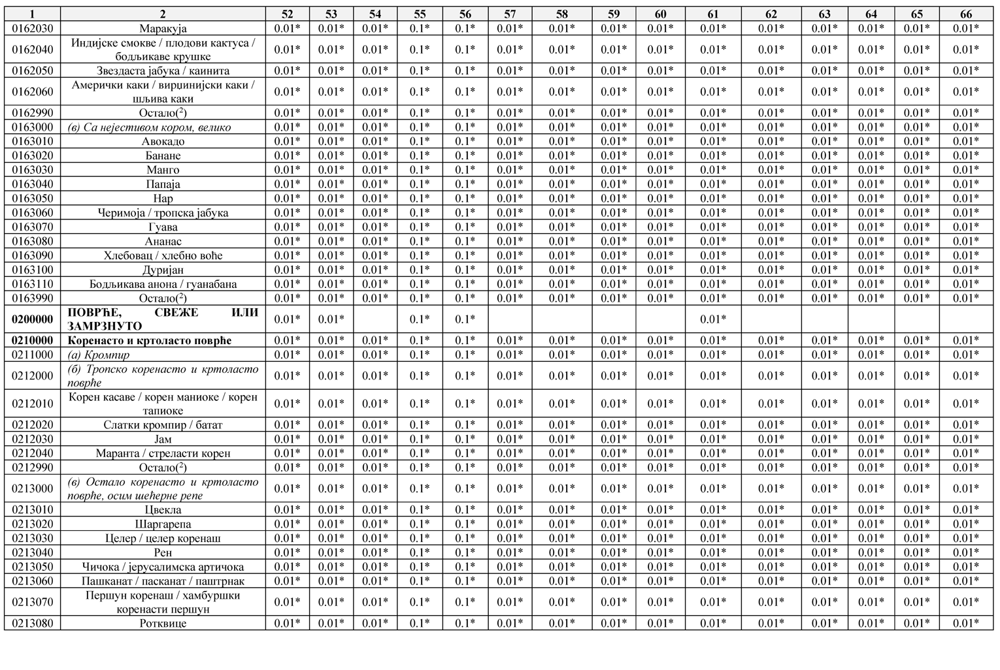 1 2 52 53 54 55 56 57 58 59 60 61 62 63 64 65 66
0162030 Маракуја 0.01* 0.01* 0.01* 0.1* 0.1* 0.01* 0.01* 0.01* 0.01* 0.01* 0.01* 0.01* 0.01* 0.01* 0.01*
Индијске смокве / плодови кактуса /
0162040 бодљикаве крушке 0.01* 0.01* 0.01* 0.1* 0.1* 0.01* 0.01* 0.01* 0.01* 0.01* 0.01* 0.01* 0.01* 0.01* 0.01*
0162050 Звездаста јабука / каинита 0.01* 0.01* 0.01* 0.1* 0.1* 0.01* 0.01* 0.01* 0.01* 0.01* 0.01* 0.01* 0.01* 0.01* 0.01*
Амерички каки / вирџинијски каки /
0162060 шљива каки 0.01* 0.01* 0.01* 0.1* 0.1* 0.01* 0.01* 0.01* 0.01* 0.01* 0.01* 0.01* 0.01* 0.01* 0.01*
0162990 Остало(²) 0.01* 0.01* 0.01* 0.1* 0.1* 0.01* 0.01* 0.01* 0.01* 0.01* 0.01* 0.01* 0.01* 0.01* 0.01*
0163000 (в) Са нејестивом кором, велико 0.01* 0.01* 0.01* 0.1* 0.1* 0.01* 0.01* 0.01* 0.01* 0.01* 0.01* 0.01* 0.01* 0.01* 0.01*
0163010 Авокадо 0.01* 0.01* 0.01* 0.1* 0.1* 0.01* 0.01* 0.01* 0.01* 0.01* 0.01* 0.01* 0.01* 0.01* 0.01*
0163020 Банане 0.01* 0.01* 0.01* 0.1* 0.1* 0.01* 0.01* 0.01* 0.01* 0.01* 0.01* 0.01* 0.01* 0.01* 0.01*
0163030 Манго 0.01* 0.01* 0.01* 0.1* 0.1* 0.01* 0.01* 0.01* 0.01* 0.01* 0.01* 0.01* 0.01* 0.01* 0.01*
0163040 Папаја 0.01* 0.01* 0.01* 0.1* 0.1* 0.01* 0.01* 0.01* 0.01* 0.01* 0.01* 0.01* 0.01* 0.01* 0.01*
0163050 Нар 0.01* 0.01* 0.01* 0.1* 0.1* 0.01* 0.01* 0.01* 0.01* 0.01* 0.01* 0.01* 0.01* 0.01* 0.01*
0163060 Черимоја / тропска јабука 0.01* 0.01* 0.01* 0.1* 0.1* 0.01* 0.01* 0.01* 0.01* 0.01* 0.01* 0.01* 0.01* 0.01* 0.01*
0163070 Гуава 0.01* 0.01* 0.01* 0.1* 0.1* 0.01* 0.01* 0.01* 0.01* 0.01* 0.01* 0.01* 0.01* 0.01* 0.01*
0163080 Ананас 0.01* 0.01* 0.01* 0.1* 0.1* 0.01* 0.01* 0.01* 0.01* 0.01* 0.01* 0.01* 0.01* 0.01* 0.01*
0163090 Хлебовац / хлебно воће 0.01* 0.01* 0.01* 0.1* 0.1* 0.01* 0.01* 0.01* 0.01* 0.01* 0.01* 0.01* 0.01* 0.01* 0.01*
0163100 Дуријан 0.01* 0.01* 0.01* 0.1* 0.1* 0.01* 0.01* 0.01* 0.01* 0.01* 0.01* 0.01* 0.01* 0.01* 0.01*
0163110 Бодљикава анона / гуанабана 0.01* 0.01* 0.01* 0.1* 0.1* 0.01* 0.01* 0.01* 0.01* 0.01* 0.01* 0.01* 0.01* 0.01* 0.01*
0163990 Остало(²) 0.01* 0.01* 0.01* 0.1* 0.1* 0.01* 0.01* 0.01* 0.01* 0.01* 0.01* 0.01* 0.01* 0.01* 0.01*
ПОВРЋЕ, СВЕЖЕ ИЛИ
0200000 ЗАМРЗНУТО 0.01* 0.01* 0.1* 0.1* 0.01*
0210000 Коренасто и кртоласто поврће 0.01* 0.01* 0.01* 0.1* 0.1* 0.01* 0.01* 0.01* 0.01* 0.01* 0.01* 0.01* 0.01* 0.01* 0.01*
0211000 (а) Кромпир 0.01* 0.01* 0.01* 0.1* 0.1* 0.01* 0.01* 0.01* 0.01* 0.01* 0.01* 0.01* 0.01* 0.01* 0.01*
(б) Тропско коренасто и кртоласто
0212000 поврће 0.01* 0.01* 0.01* 0.1* 0.1* 0.01* 0.01* 0.01* 0.01* 0.01* 0.01* 0.01* 0.01* 0.01* 0.01*
Корен касаве / корен маниоке / корен
0212010 тапиоке 0.01* 0.01* 0.01* 0.1* 0.1* 0.01* 0.01* 0.01* 0.01* 0.01* 0.01* 0.01* 0.01* 0.01* 0.01*
0212020 Слатки кромпир / батат 0.01* 0.01* 0.01* 0.1* 0.1* 0.01* 0.01* 0.01* 0.01* 0.01* 0.01* 0.01* 0.01* 0.01* 0.01*
0212030 Јам 0.01* 0.01* 0.01* 0.1* 0.1* 0.01* 0.01* 0.01* 0.01* 0.01* 0.01* 0.01* 0.01* 0.01* 0.01*
0212040 Маранта / стреласти корен 0.01* 0.01* 0.01* 0.1* 0.1* 0.01* 0.01* 0.01* 0.01* 0.01* 0.01* 0.01* 0.01* 0.01* 0.01*
0212990 Остало(²) 0.01* 0.01* 0.01* 0.1* 0.1* 0.01* 0.01* 0.01* 0.01* 0.01* 0.01* 0.01* 0.01* 0.01* 0.01*
(в) Остало коренасто и кртоласто
0213000 поврће, осим шећерне репе 0.01* 0.01* 0.01* 0.1* 0.1* 0.01* 0.01* 0.01* 0.01* 0.01* 0.01* 0.01* 0.01* 0.01* 0.01*
0213010 Цвекла 0.01* 0.01* 0.01* 0.1* 0.1* 0.01* 0.01* 0.01* 0.01* 0.01* 0.01* 0.01* 0.01* 0.01* 0.01*
0213020 Шаргарепа 0.01* 0.01* 0.01* 0.1* 0.1* 0.01* 0.01* 0.01* 0.01* 0.01* 0.01* 0.01* 0.01* 0.01* 0.01*
0213030 Целер / целер коренаш 0.01* 0.01* 0.01* 0.1* 0.1* 0.01* 0.01* 0.01* 0.01* 0.01* 0.01* 0.01* 0.01* 0.01* 0.01*
0213040 Рен 0.01* 0.01* 0.01* 0.1* 0.1* 0.01* 0.01* 0.01* 0.01* 0.01* 0.01* 0.01* 0.01* 0.01* 0.01*
0213050 Чичока / јерусалимска артичока 0.01* 0.01* 0.01* 0.1* 0.1* 0.01* 0.01* 0.01* 0.01* 0.01* 0.01* 0.01* 0.01* 0.01* 0.01*
0213060 Пашканат / пасканат / паштрнак 0.01* 0.01* 0.01* 0.1* 0.1* 0.01* 0.01* 0.01* 0.01* 0.01* 0.01* 0.01* 0.01* 0.01* 0.01*
Першун коренаш / хамбуршки
0213070 коренасти першун 0.01* 0.01* 0.01* 0.1* 0.1* 0.01* 0.01* 0.01* 0.01* 0.01* 0.01* 0.01* 0.01* 0.01* 0.01*
0213080 Ротквице 0.01* 0.01* 0.01* 0.1* 0.1* 0.01* 0.01* 0.01* 0.01* 0.01* 0.01* 0.01* 0.01* 0.01* 0.01*